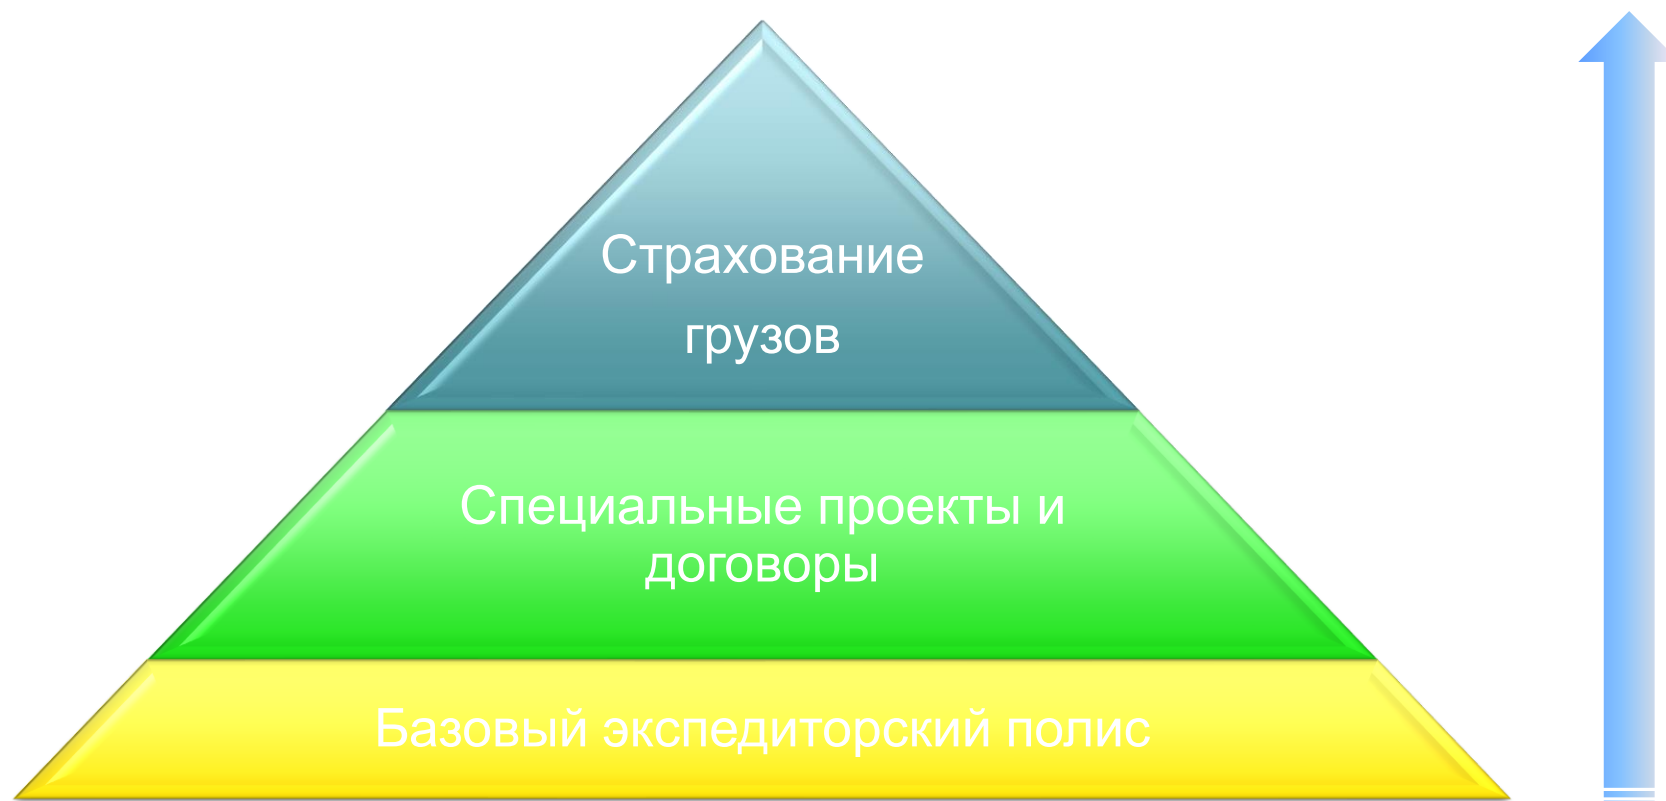 Страхование
грузов
Специальные проекты и
договоры
Базовый экспедиторский полис